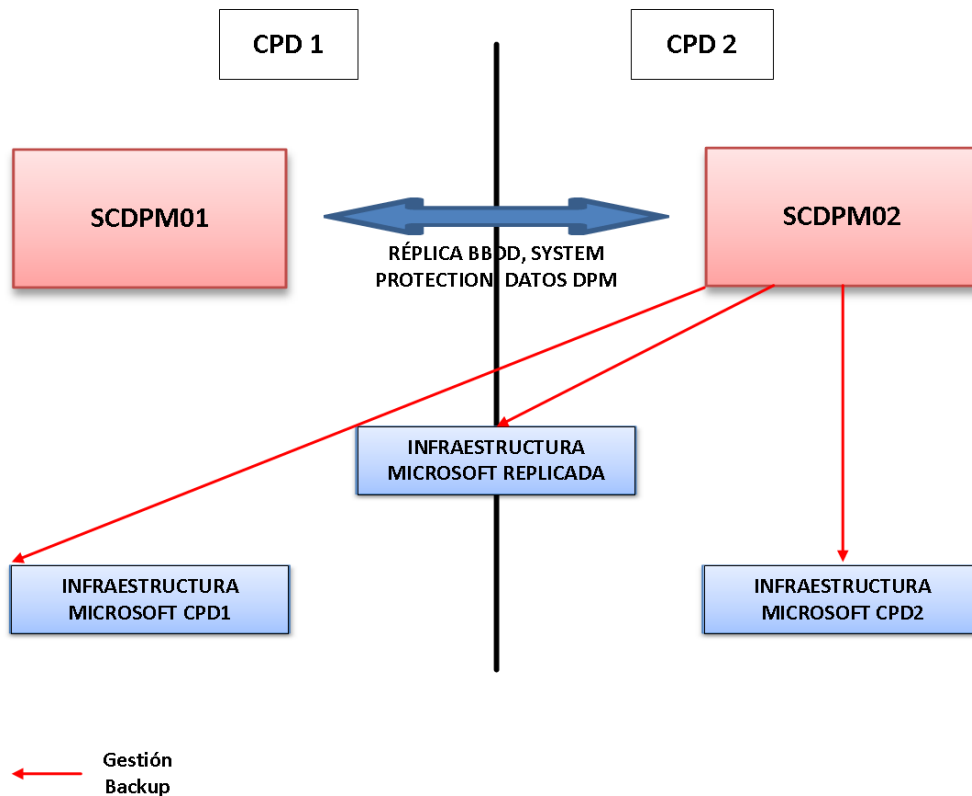 CPD 1
CPD 2
SCDPM01
SCDPM02
RÉPLICA BBDD, SYSTEM
PROTECTION, DATOS DPM
INFRAESTRUCTURA
MICROSOFT REPLICADA
INFRAESTRUCTURA
MICROSOFT CPD1
INFRAESTRUCTURA
MICROSOFT CPD2
Gestión
Backup